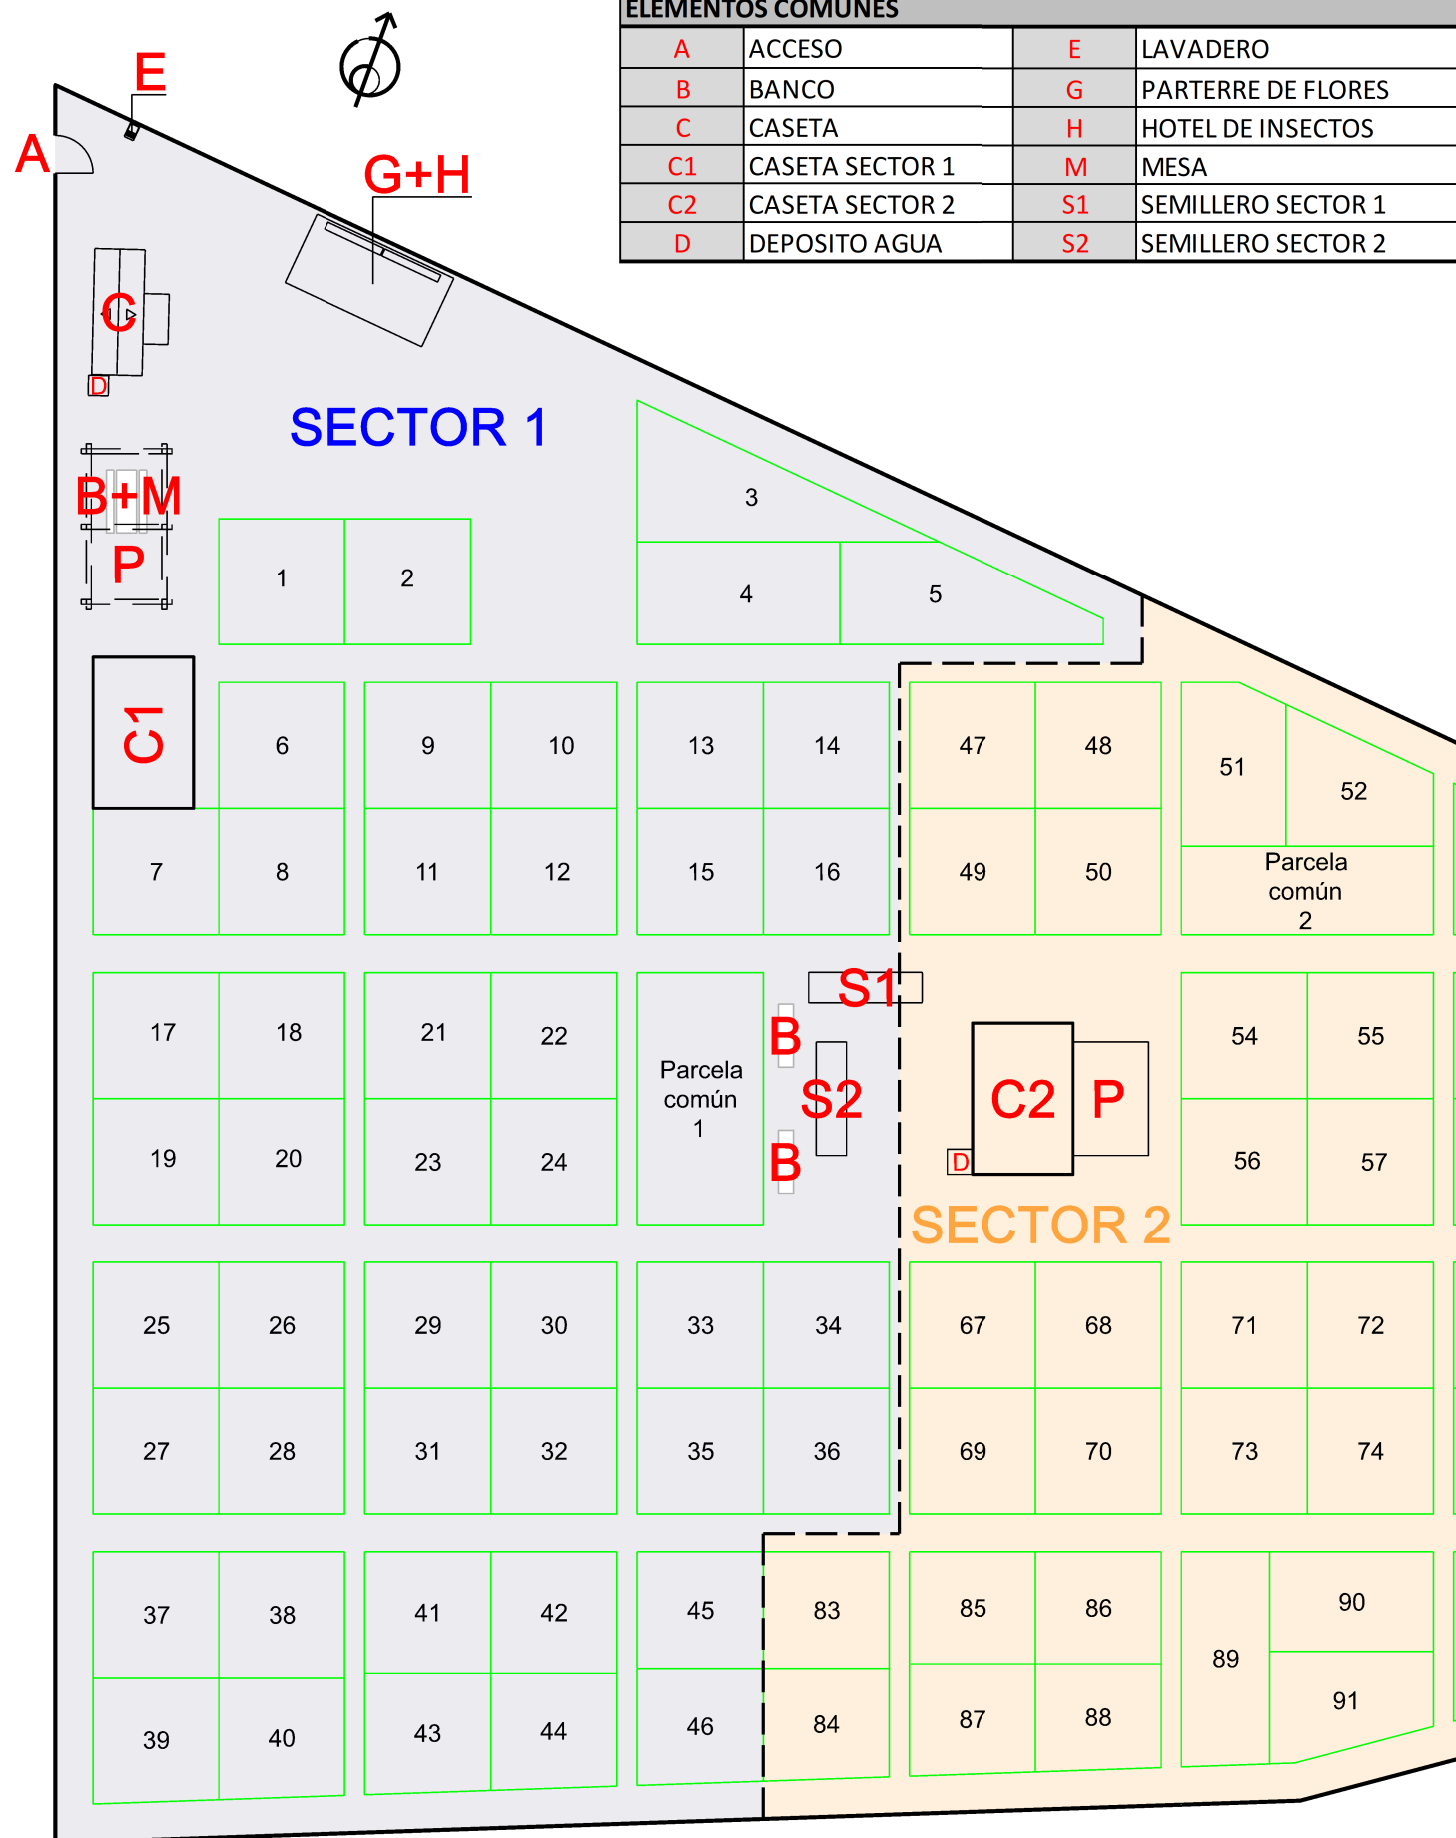 ELEMENTOS COMUNES
A ACCESO E LAVADERO
B BANCO G PARTERRE DE FLORES
C CASETA H HOTEL DE INSECTOS
C1 CASETA SECTOR 1 M MESA
C2 CASETA SECTOR 2 S1 SEMILLERO SECTOR 1
D DEPOSITO AGUA S2 SEMILLERO SECTOR 2
E
A
G+H
C
D
SECTOR 1
B+M
P
3
1 2
4 5
C1
6 9 10 13 14 47 48
51 52
7 8 11 12 15 16 49 50
Parcela
común
2
S1
17 18 21 22
B
54 55
Parcela
común
1
S2
C2 P
19 20 23 24
B
D
56 57
SECTOR 2
25 26 29 30 33 34 67 68 71 72
27 28 31 32 35 36 69 70 73 74
37 38 41 42 45 83 85 86 90
89
39 40 43 44 46 84 87 88 91